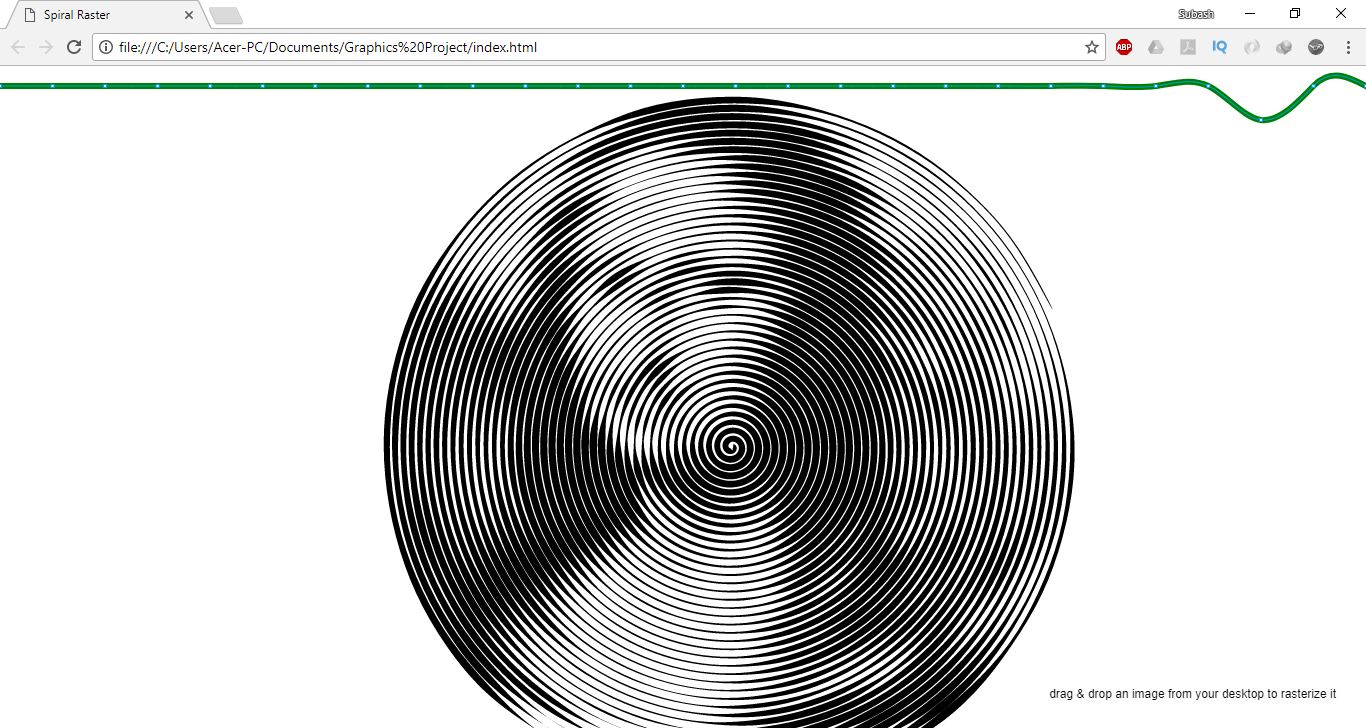 Spiral Raster
Subash
file:///C:/Users/Acer-PC/Documents/Graphics%20Project/index.html
ABP
IQ
drag & drop an image from your desktop to rasterize it